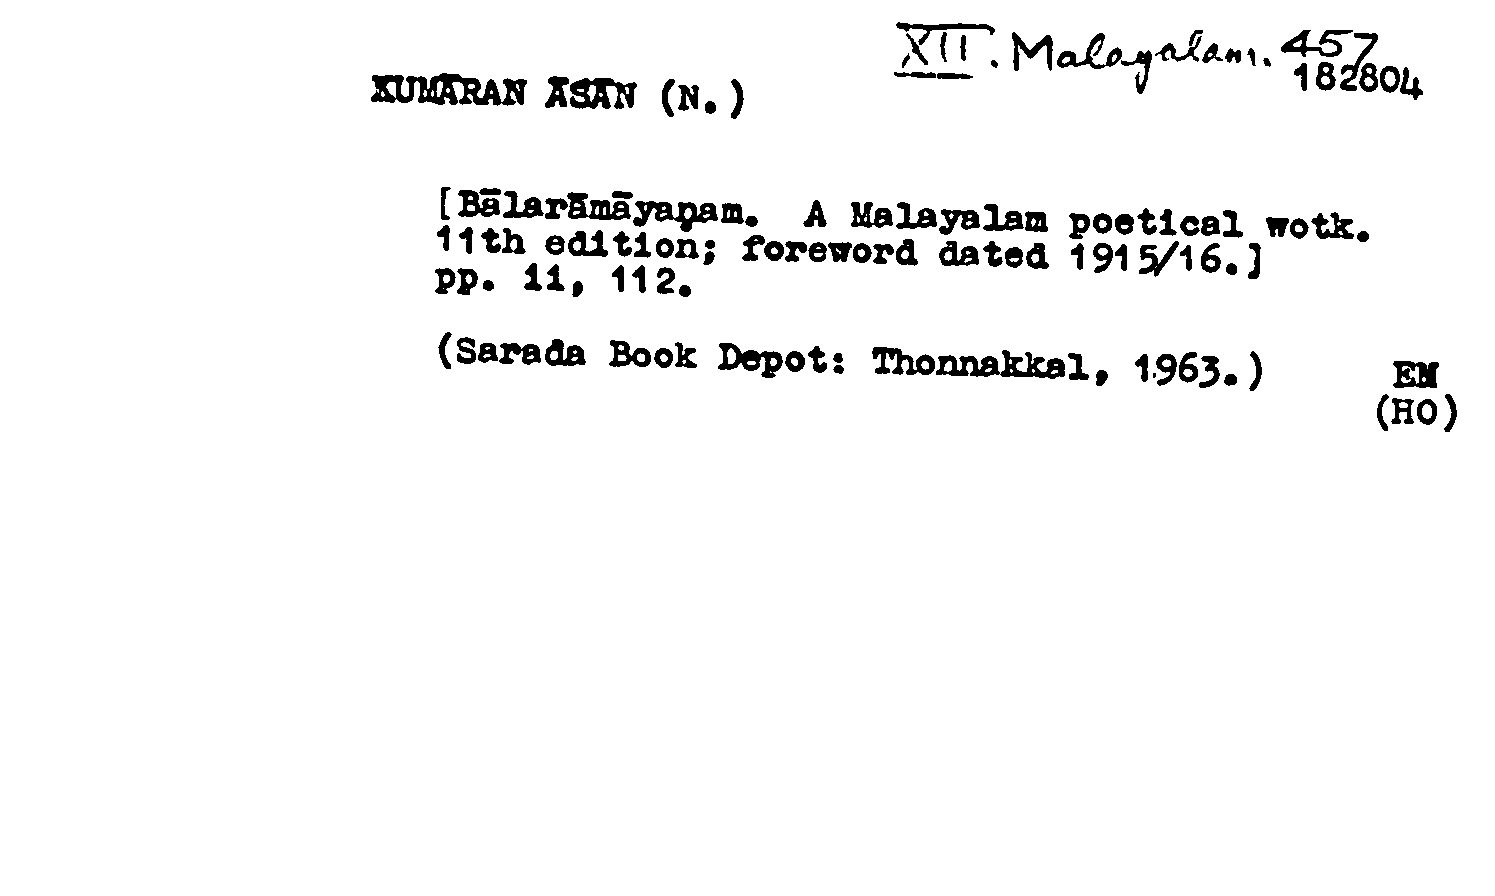 XII. Malayalam. 457
182804
KUMĀRAN ĀSĀN (N.)
[Bālarāmāyaṇam. A Malayalam poetical wotk.
11th edition; foreword dated 1915/16.]
pp. ii, 112.
(Sarada Book Depot: Thonnakkal, 1963.)
EM
(HO)